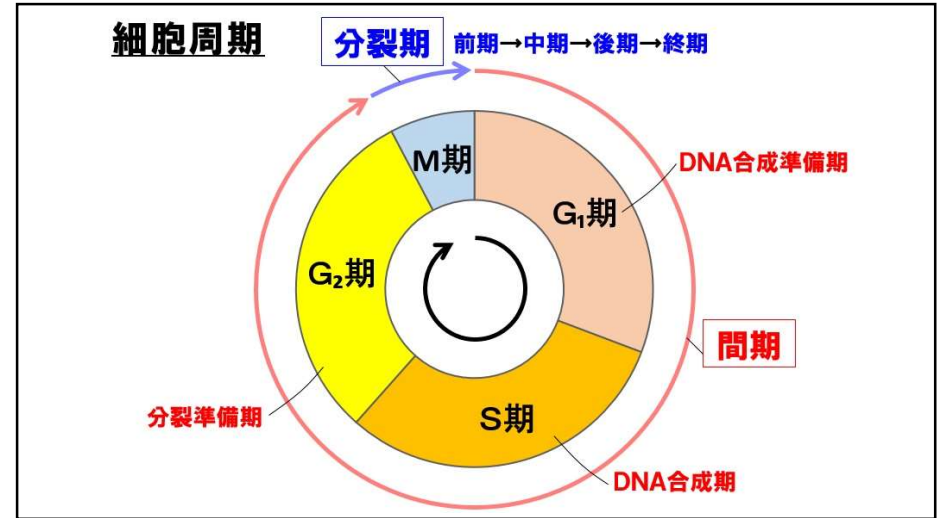 細胞周期
分裂期
前期→中期→後期→終期
M期
G₁期
DNA合成準備期
G₂期
間期
分裂準備期
S期
DNA合成期